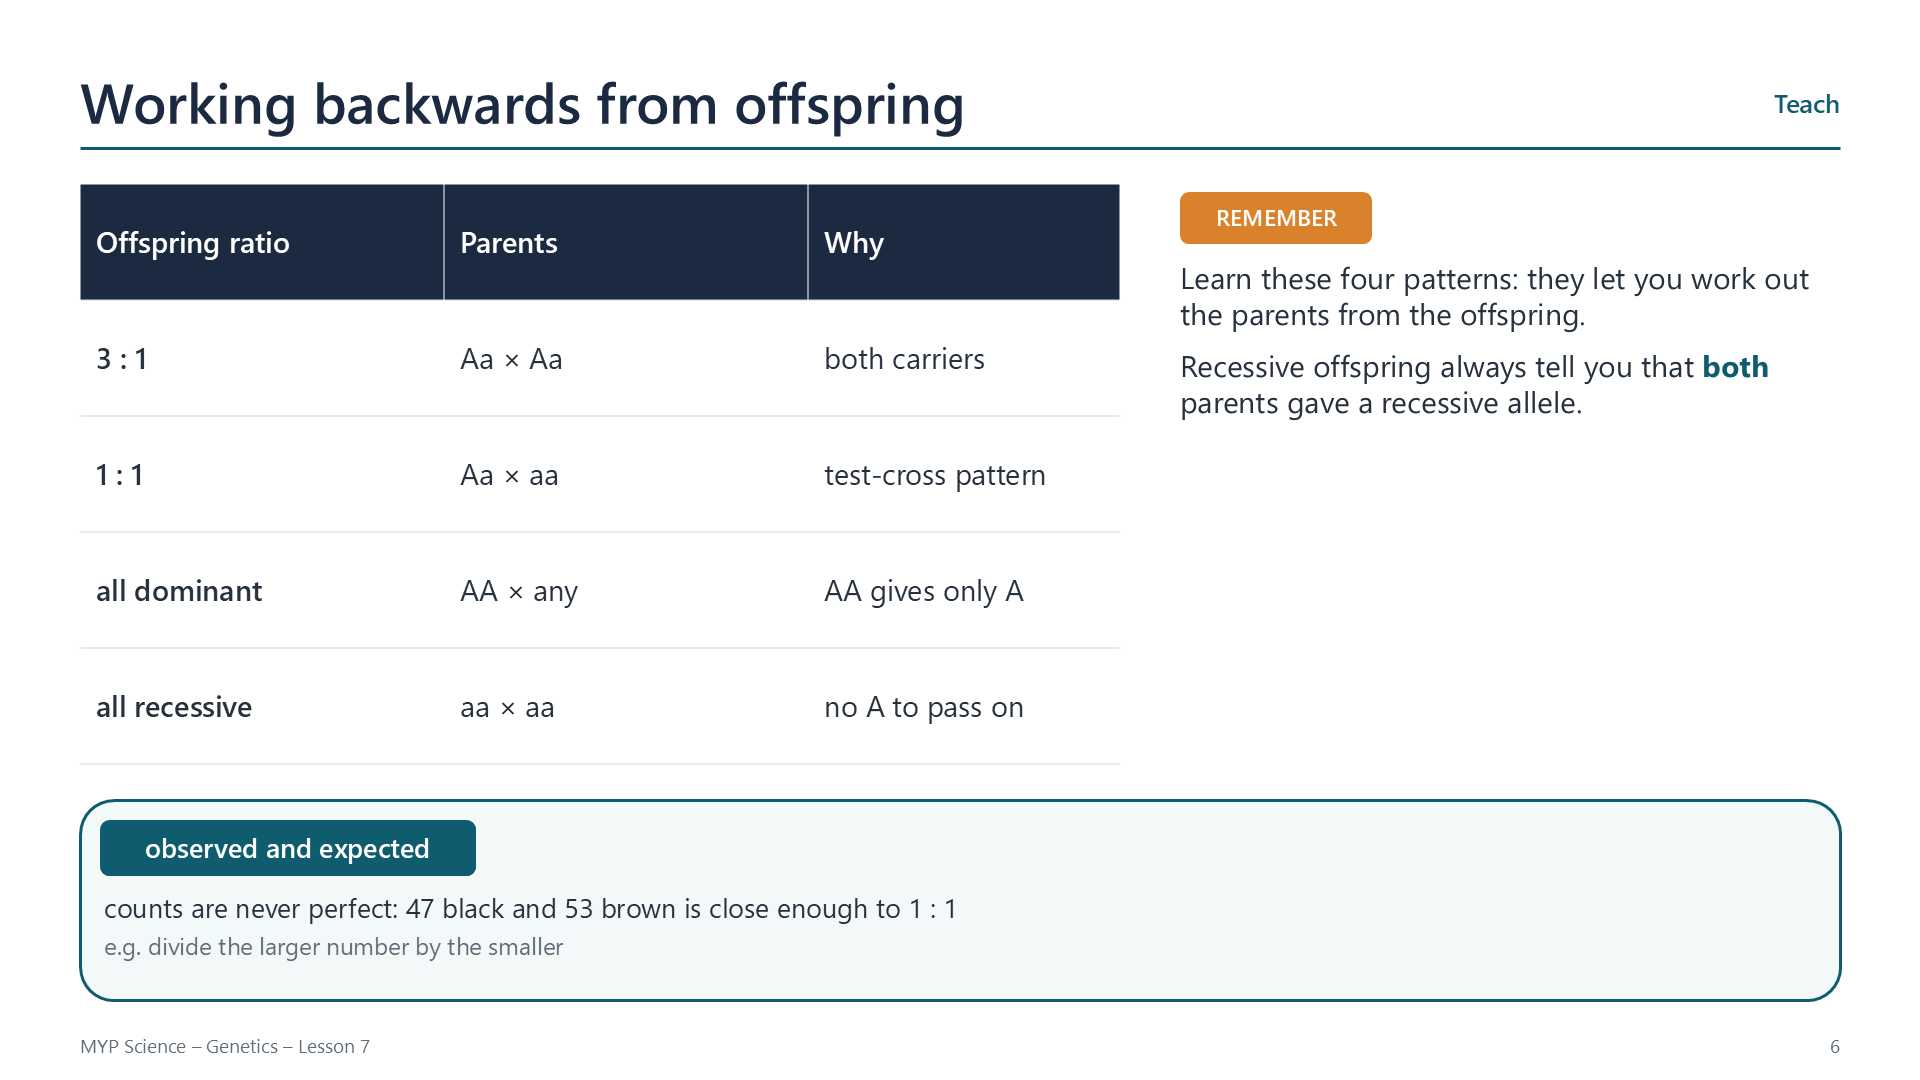 Working backwards from offspring
Teach
Offspring ratio Parents Why
3 : 1 Aa × Aa both carriers
1 : 1 Aa × aa test-cross pattern
all dominant AA × any AA gives only A
all recessive aa × aa no A to pass on
REMEMBER
Learn these four patterns: they let you work out
the parents from the offspring.
Recessive offspring always tell you that both
parents gave a recessive allele.
observed and expected
counts are never perfect: 47 black and 53 brown is close enough to 1 : 1
e.g. divide the larger number by the smaller
MYP Science – Genetics – Lesson 7
6